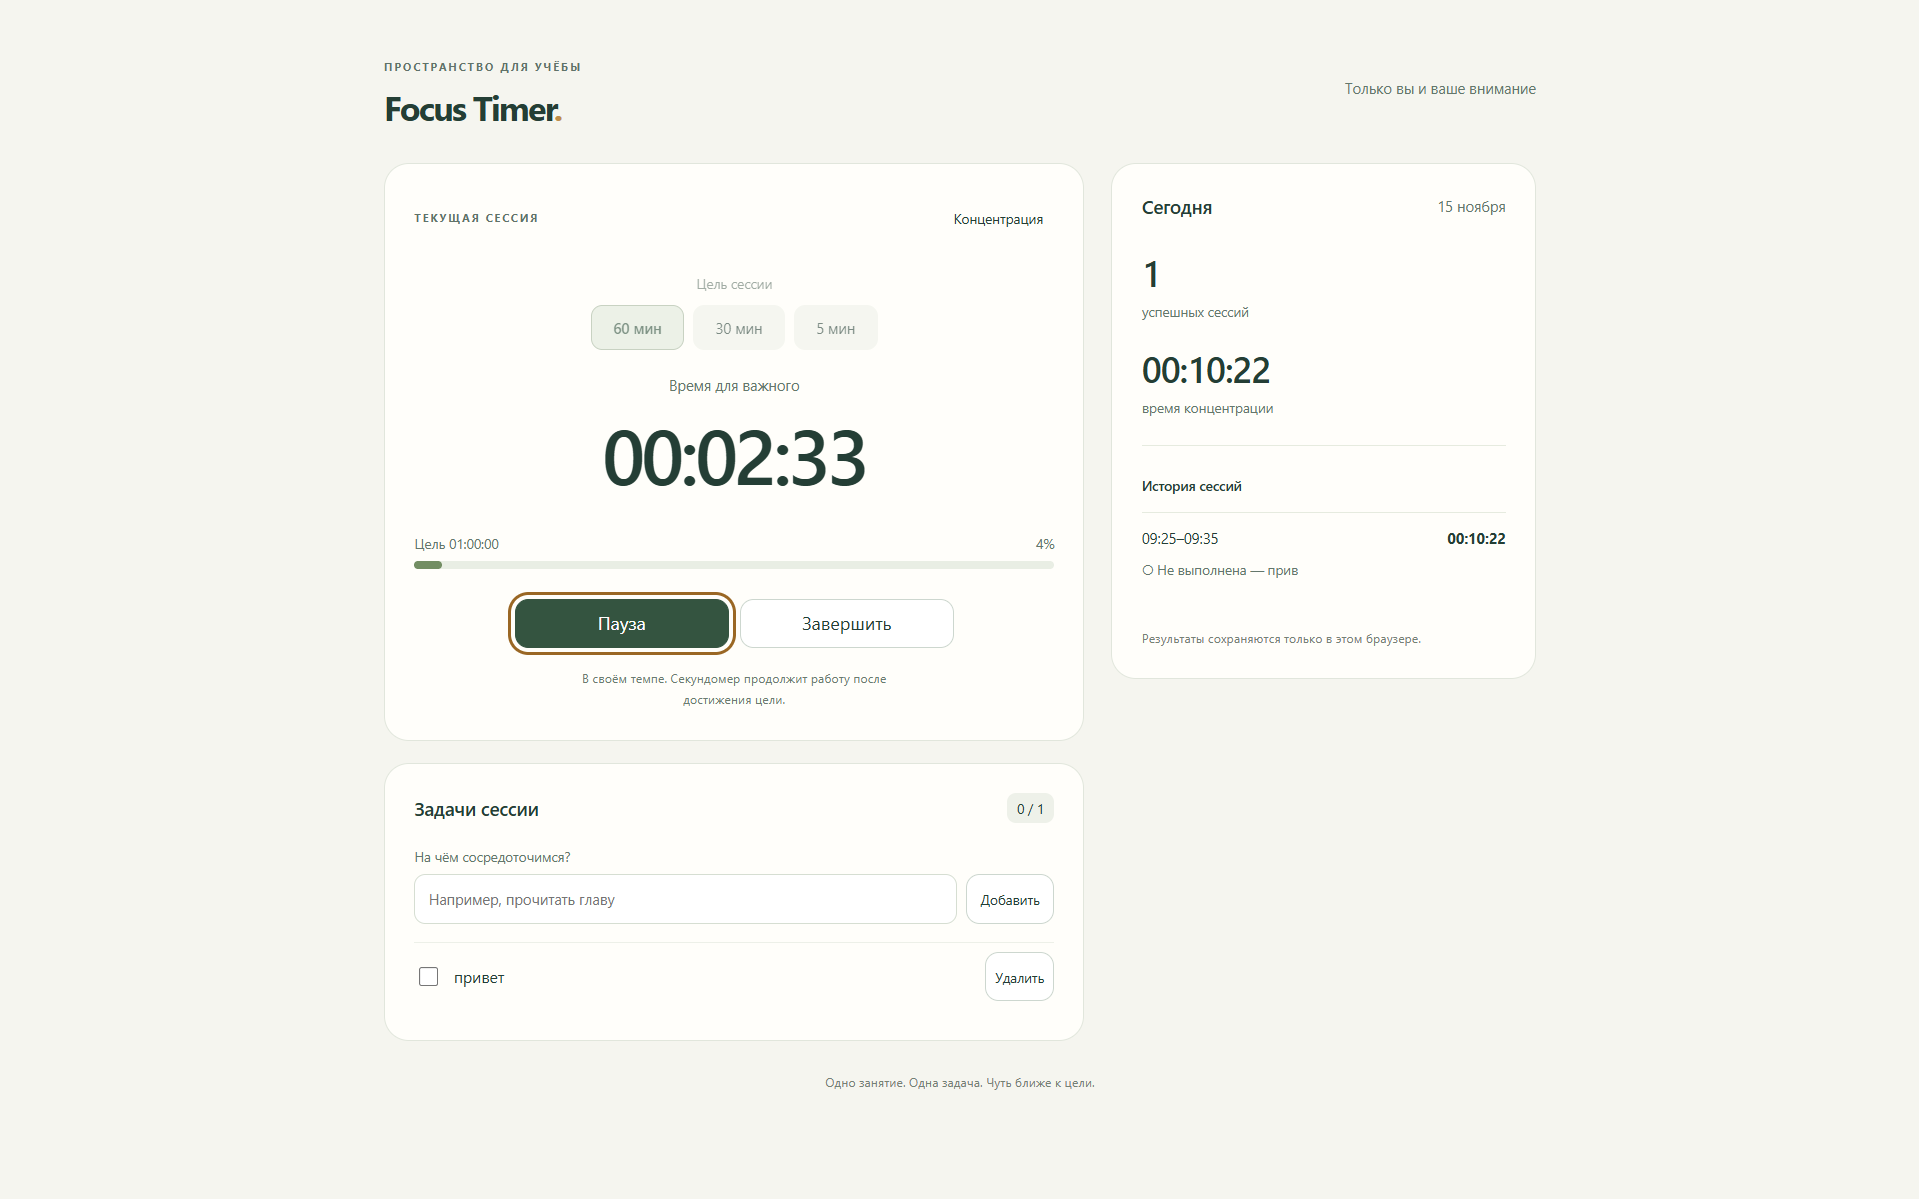 ПРОСТРАНСТВО ДЛЯ УЧЁБЫ
Focus Timer.
Только вы и ваше внимание
ТЕКУЩАЯ СЕССИЯ
Концентрация
Цель сессии
60 мин
30 мин
5 мин
Время для важного
00:02:33
Цель 01:00:00
4%
Пауза
Завершить
В своём темпе. Секундомер продолжит работу после
достижения цели.
Сегодня
15 ноября
1
успешных сессий
00:10:22
время концентрации
История сессий
09:25–09:35
00:10:22
○ Не выполнена — прив
Результаты сохраняются только в этом браузере.
Задачи сессии
0 / 1
На чём сосредоточимся?
Например, прочитать главу
Добавить
привет
Удалить
Одно занятие. Одна задача. Чуть ближе к цели.